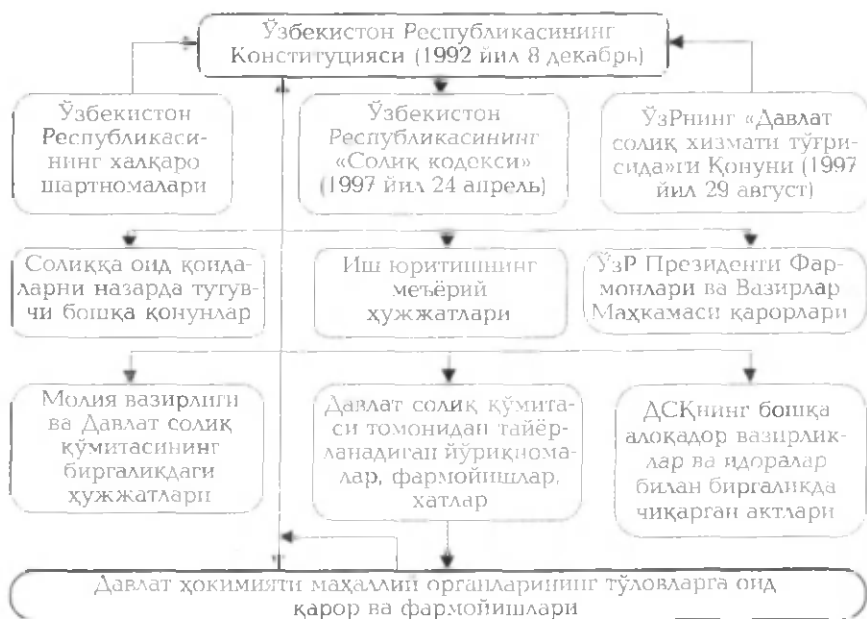 Ўзбекистон Республикасининг
Конституцияси (1992 йил 8 декабрь)
Ўзбекистон
Республикаси-
нинг халқаро
шартномалари
Ўзбекистон
Республикасининг
«Солиқ кодекси»
(1997 йил 24 апрель)
ЎзРнинг «Давлат
солиқ хизмати тўғри-
сида»ги Қонуни (1997
йил 29 август)
Солиққа оид қоида-
ларни назарда тутув-
чи бошқа қонунлар
Иш юритишнинг
меъёрий
ҳужжатлари
ЎзР Президенти Фар-
монлари ва Вазирлар
Маҳкамаси қарорлари
Молия вазирлиги
ва Давлат солиқ
қўмитасининг
биргаликдаги
ҳужжатлари
Давлат солиқ қўмита-
си томонидан тайёр-
ланадиган йўриқнома-
лар, фармойишлар,
хатлар
ДСҚнинг бошқа
алоқадор вазирлик-
лар ва идоралар
билан биргаликда
чиқарган актлари
Давлат ҳокимияти маҳаллий органларининг тўловларга оид
қарор ва фармойишлари